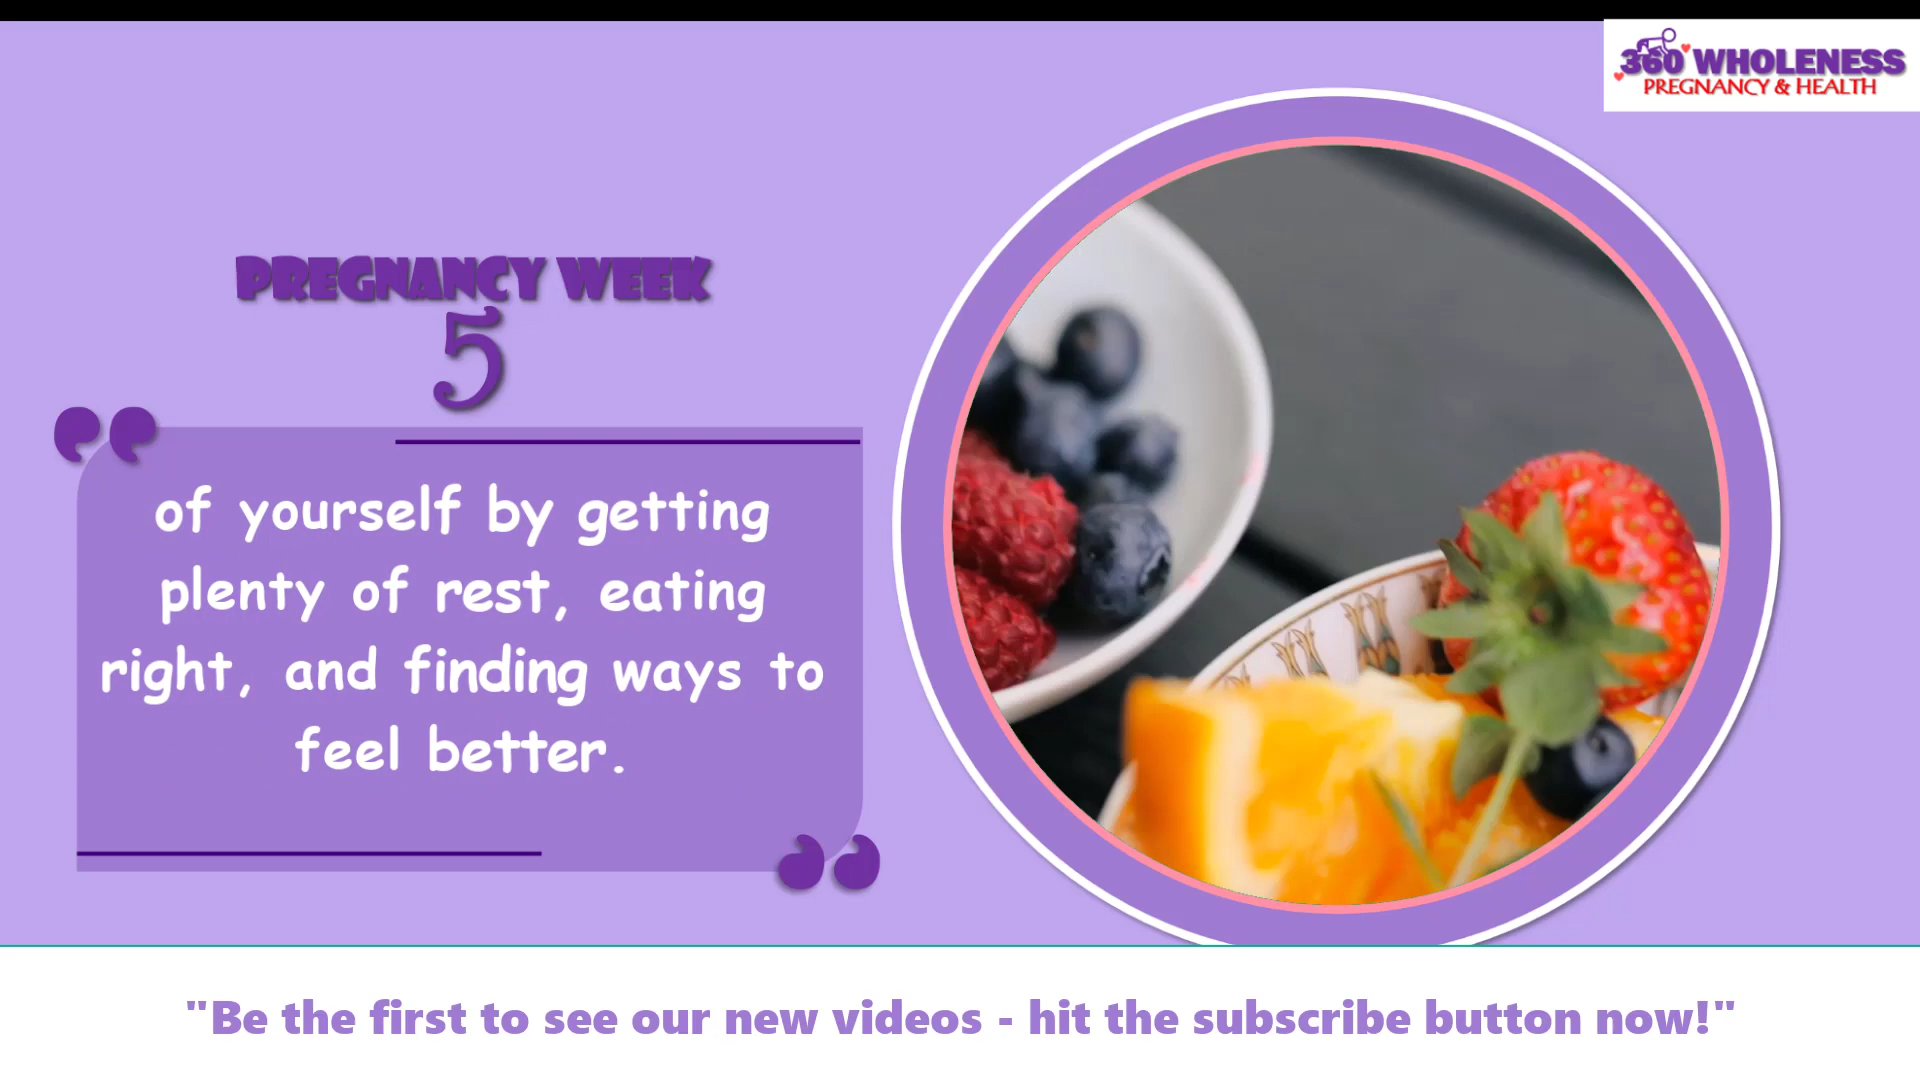 360 WHOLENESS
PREGNANCY & HEALTH
PREGNANCY WEEK
5
of yourself by getting
plenty of rest, eating
right, and finding ways to
feel better.
"Be the first to see our new videos - hit the subscribe button now!"